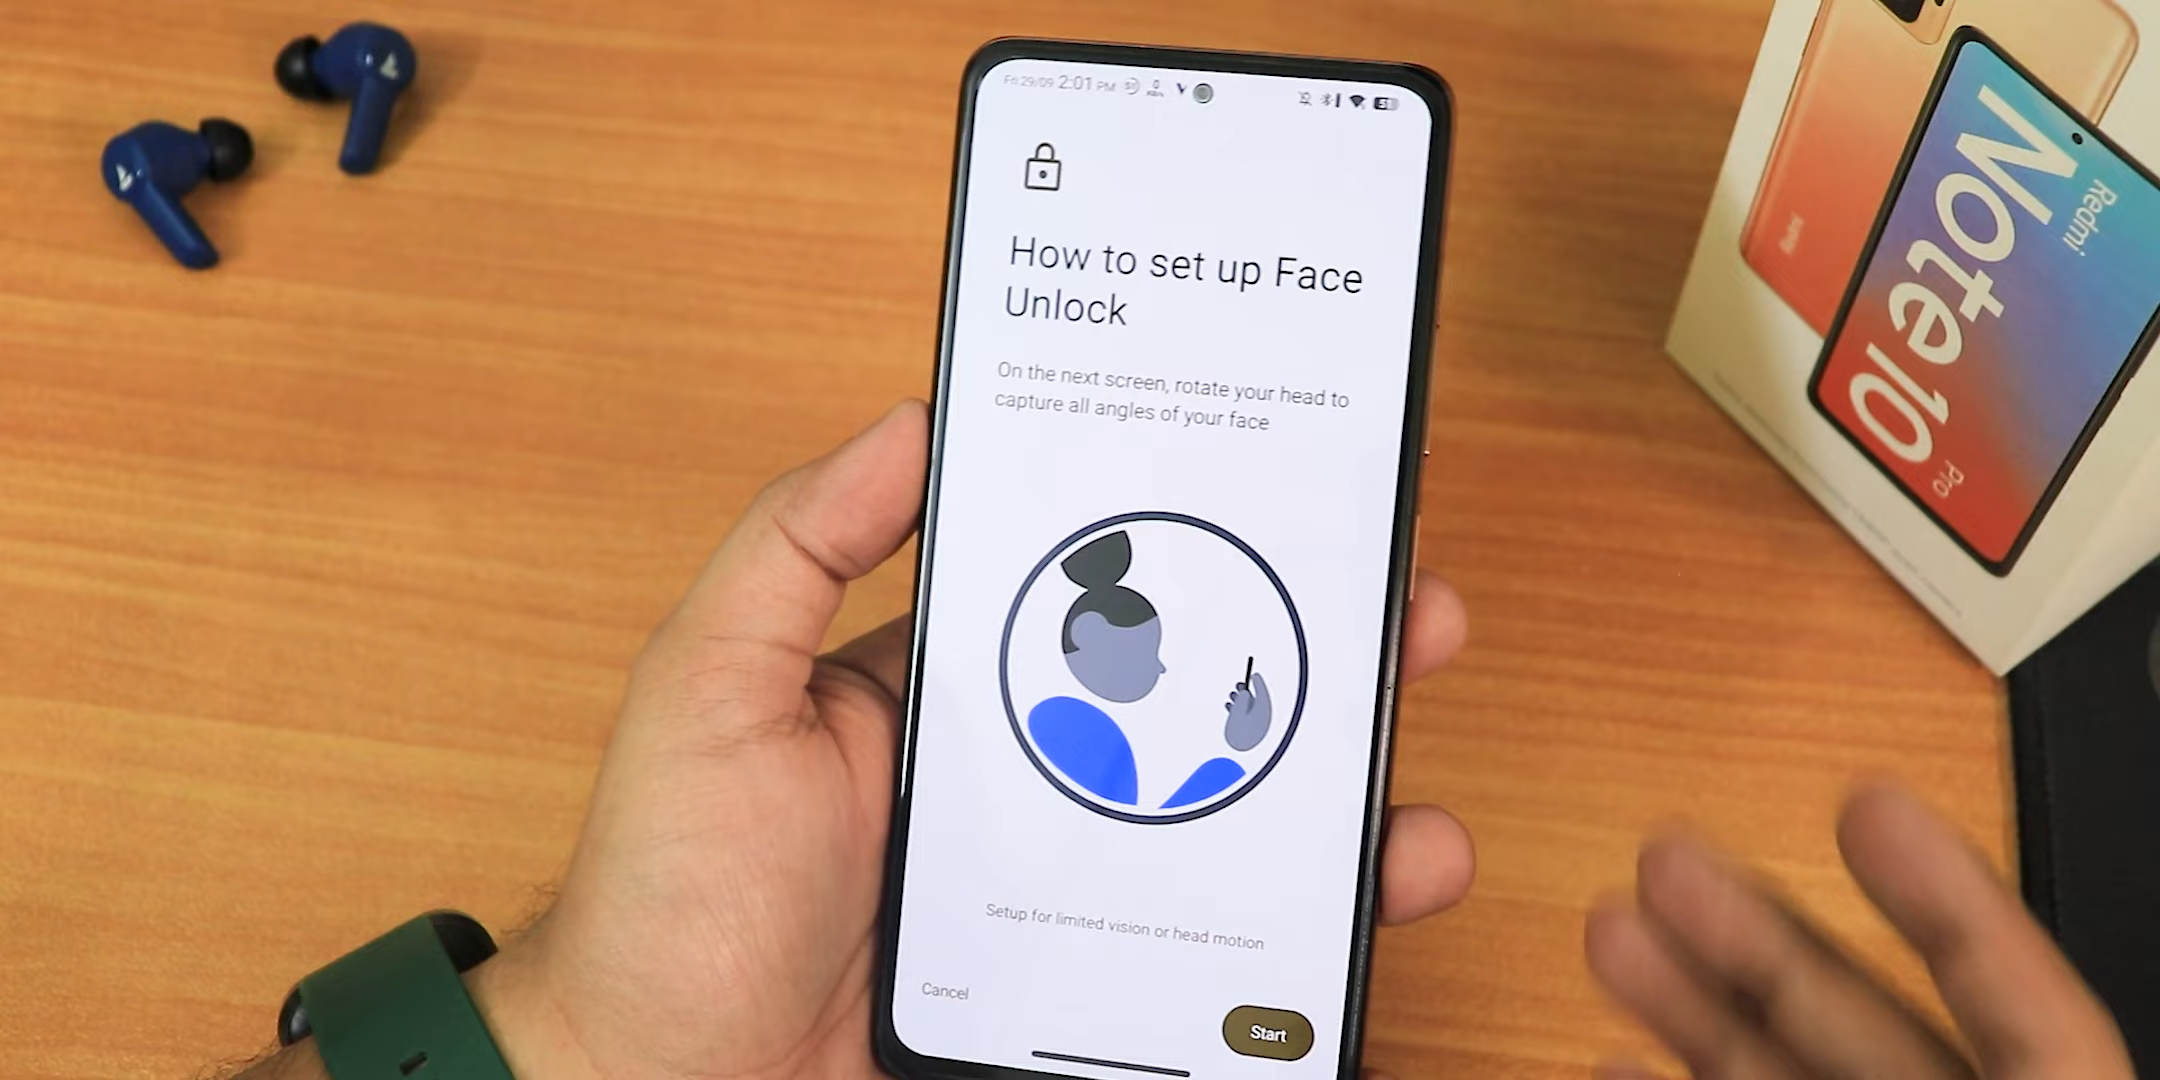 Fri 29/09 2:01 PM
How to set up Face
Unlock
On the next screen, rotate your head to
capture all angles of your face
Setup for limited vision or head motion
Cancel
Start
Redmi
Note 10
Pro